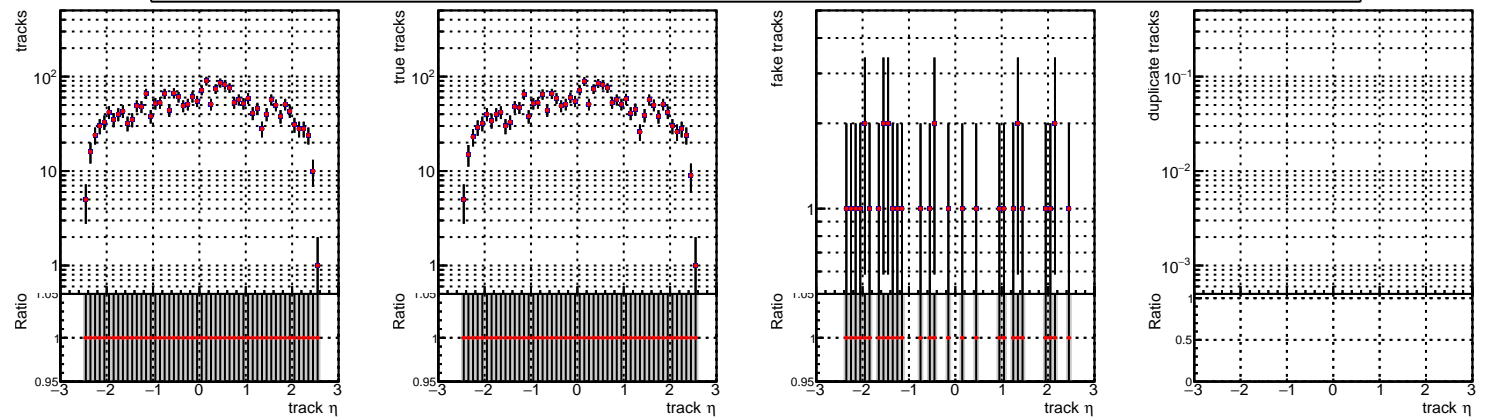 tracks
10²
10
1
Ratio
1.05
1
0.95
−3 −2 −1 0 1 2 3
track η
true tracks
10²
10
1
Ratio
1.05
1
0.95
−3 −2 −1 0 1 2 3
track η
fake tracks
1
Ratio
1.05
1
0.95
−3 −2 −1 0 1 2 3
track η
duplicate tracks
10⁻¹
10⁻²
10⁻³
Ratio
1
0.5
0
−3 −2 −1 0 1 2 3
track η